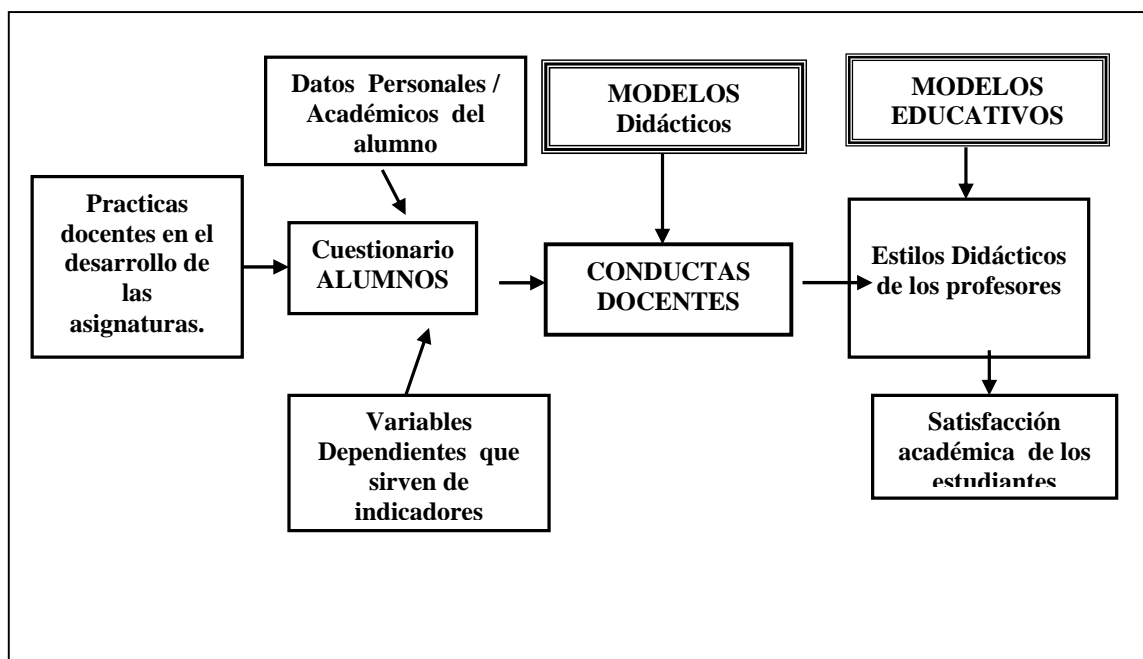 Datos Personales /
Académicos del
alumno
MODELOS
Didácticos
MODELOS
EDUCATIVOS
Practicas
docentes en el
desarrollo de
las
asignaturas.
Cuestionario
ALUMNOS
CONDUCTAS
DOCENTES
Estilos Didácticos
de los profesores
Variables
Dependientes que
sirven de
indicadores
Satisfacción
académica de los
estudiantes